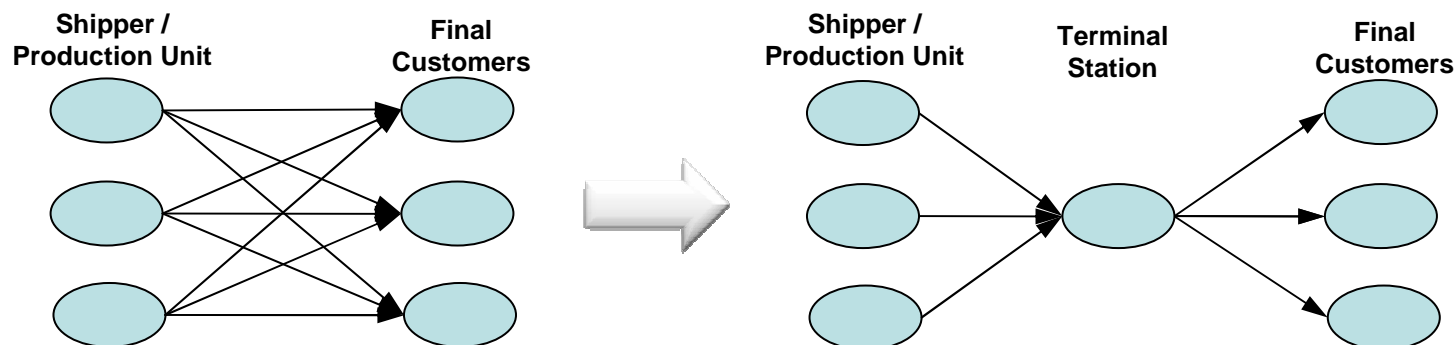 Shipper /
Production Unit
Final
Customers
Shipper /
Production Unit
Terminal
Station
Final
Customers